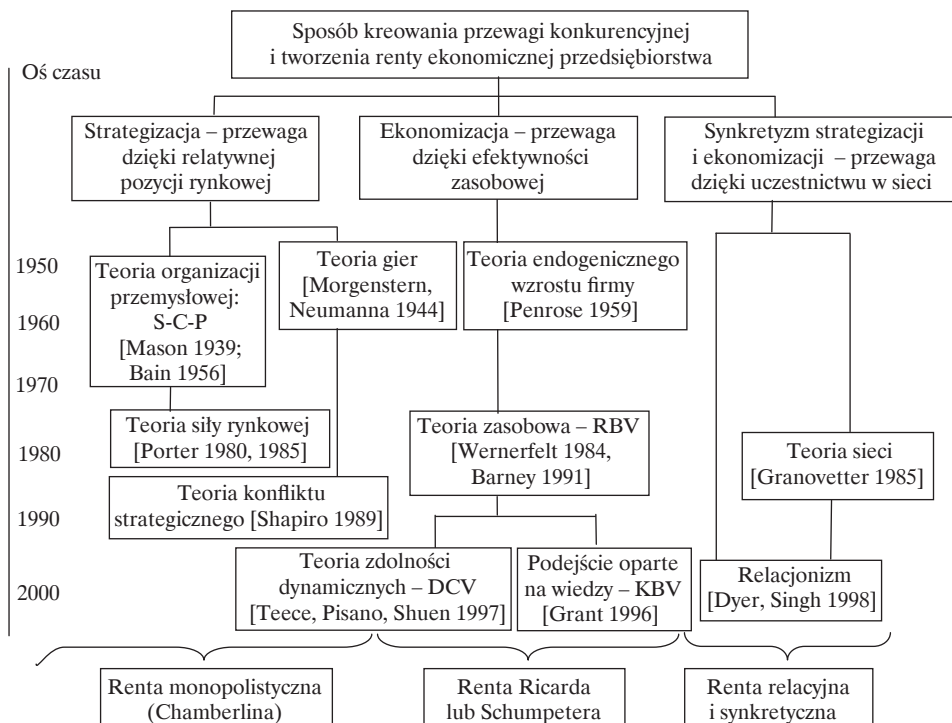 Sposób kreowania przewagi konkurencyjnej
i tworzenia renty ekonomicznej przedsiębiorstwa
Oś czasu
Strategizacja – przewaga
dzięki relatywnej
pozycji rynkowej
Ekonomizacja – przewaga
dzięki efektywności
zasobowej
Synkretyzm strategizacji
i ekonomizacji – przewaga
dzięki uczestnictwu w sieci
1950
1960
1970
1980
1990
2000
Teoria organizacji
przemysłowej:
S-C-P
[Mason 1939;
Bain 1956]
Teoria gier
[Morgenstern,
Neumanna 1944]
Teoria endogenicznego
wzrostu firmy
[Penrose 1959]
Teoria siły rynkowej
[Porter 1980, 1985]
Teoria zasobowa – RBV
[Wernerfelt 1984,
Barney 1991]
Teoria sieci
[Granovetter 1985]
Teoria konfliktu
strategicznego [Shapiro 1989]
Teoria zdolności
dynamicznych – DCV
[Teece, Pisano, Shuen 1997]
Podejście oparte
na wiedzy – KBV
[Grant 1996]
Relacjonizm
[Dyer, Singh 1998]
Renta monopolistyczna
(Chamberlina)
Renta Ricarda
lub Schumpetera
Renta relacyjna
i synkretyczna